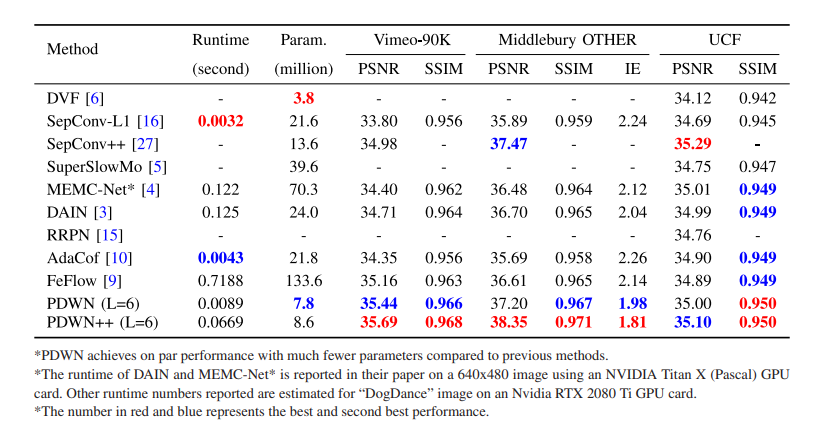 Method Runtime Param. Vimeo-90K Middlebury OTHER UCF
(second) (million) PSNR SSIM PSNR SSIM IE PSNR SSIM
DVF [6] - 3.8 - - - - - 34.12 0.942
SepConv-L1 [16] 0.0032 21.6 33.80 0.956 35.89 0.959 2.24 34.69 0.945
SepConv++ [27] - 13.6 34.98 - 37.47 - - 35.29 -
SuperSlowMo [5] - 39.6 - - - - - 34.75 0.947
MEMC-Net* [4] 0.122 70.3 34.40 0.962 36.48 0.964 2.12 35.01 0.949
DAIN [3] 0.125 24.0 34.71 0.964 36.70 0.965 2.04 34.99 0.949
RRPN [15] - - - - - - - 34.76 -
AdaCof [10] 0.0043 21.8 34.35 0.956 35.69 0.958 2.26 34.90 0.949
FeFlow [9] 0.7188 133.6 35.16 0.963 36.61 0.965 2.14 34.89 0.949
PDWN (L=6) 0.0089 7.8 35.44 0.966 37.20 0.967 1.98 35.00 0.950
PDWN++ (L=6) 0.0669 8.6 35.69 0.968 38.35 0.971 1.81 35.10 0.950
*PDWN achieves on par performance with much fewer parameters compared to previous methods.
*The runtime of DAIN and MEMC-Net* is reported in their paper on a 640x480 image using an NVIDIA Titan X (Pascal) GPU
card. Other runtime numbers reported are estimated for “DogDance” image on an Nvidia RTX 2080 Ti GPU card.
*The number in red and blue represents the best and second best performance.